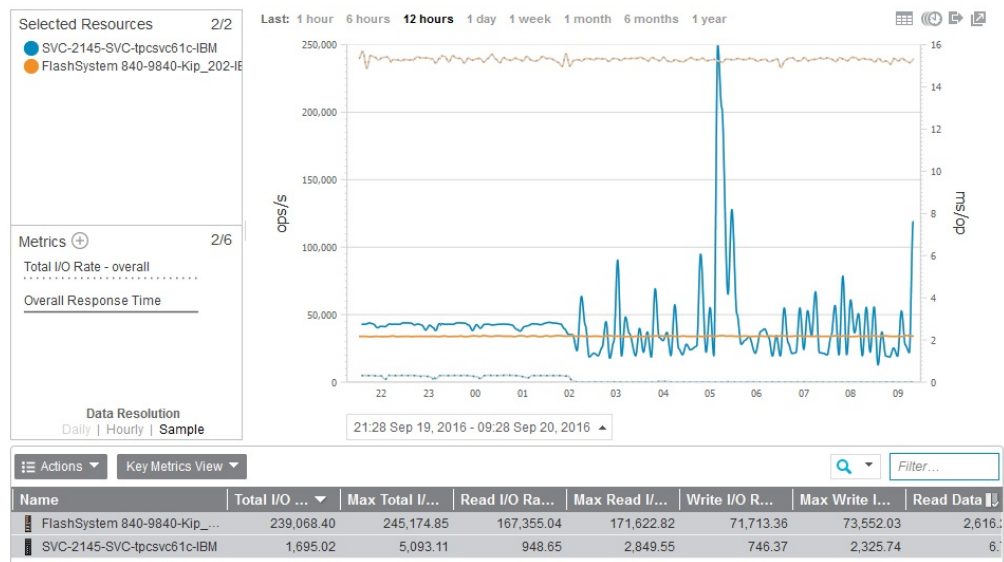 Selected Resources 2/2
SVC-2145-SVC-tpcsvc61c-IBM
FlashSystem 840-9840-Kip_202-IE
Metrics 2/6
Total I/O Rate - overall
Overall Response Time
Data Resolution
Daily | Hourly | Sample
Last: 1 hour 6 hours 12 hours 1 day 1 week 1 month 6 months 1 year
250,000 16
14
200,000
12
150,000
10
ops/s 8 ms/op
100,000
6
4
50,000
2
0 0
22 23 00 01 02 03 04 05 06 07 08 09
21:28 Sep 19, 2016 - 09:28 Sep 20, 2016
Actions Key Metrics View Filter...
Name Total I/O ... Max Total I/... Read I/O Ra... Max Read I/... Write I/O R... Max Write I... Read Data
FlashSystem 840-9840-Kip_... 239,068.40 245,174.85 167,355.04 171,622.82 71,713.36 73,552.03 2,616.
SVC-2145-SVC-tpcsvc61c-IBM 1,695.02 5,093.11 948.65 2,849.55 746.37 2,325.74 6.